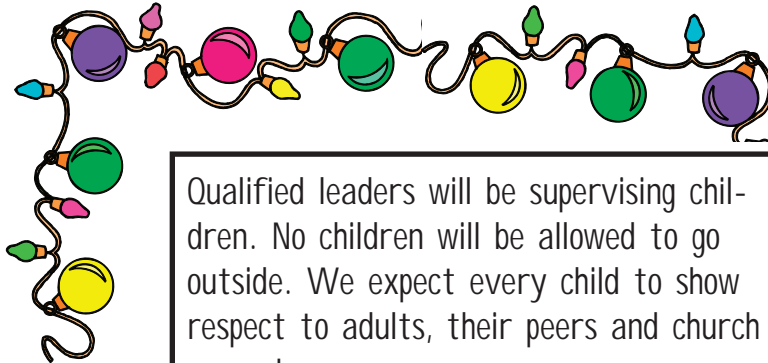 Qualified leaders will be supervising chil-
dren. No children will be allowed to go
outside. We expect every child to show
respect to adults, their peers and church